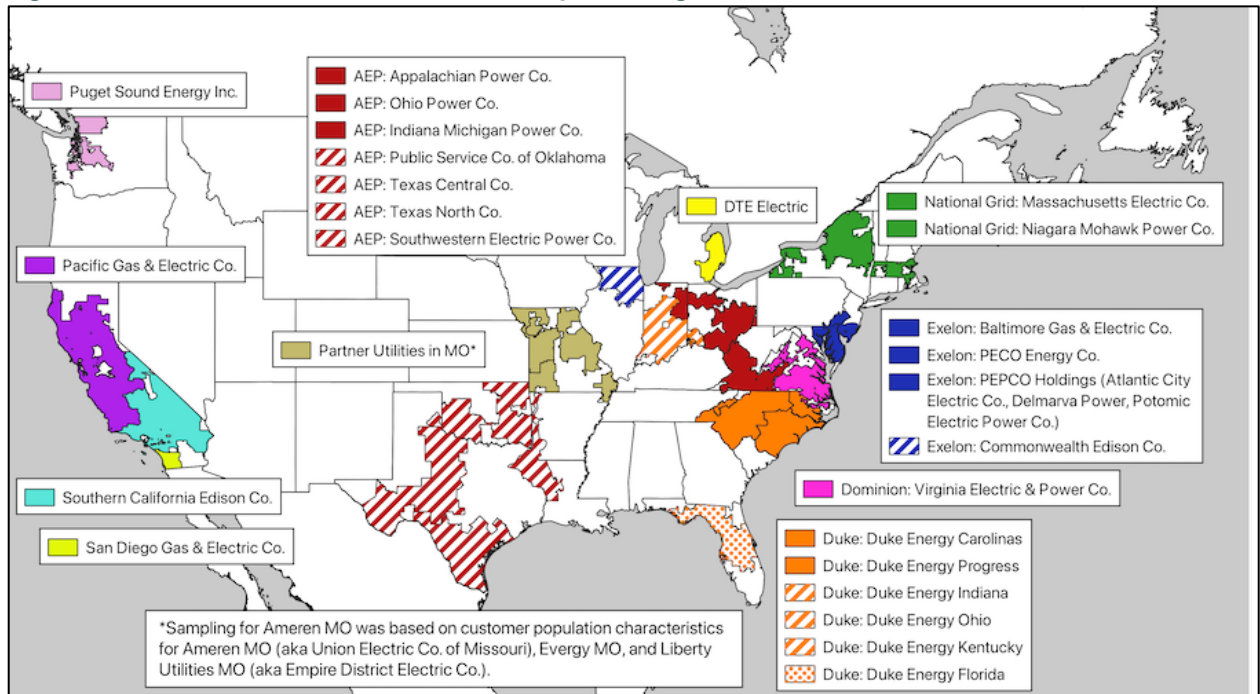 Puget Sound Energy Inc.
AEP: Appalachian Power Co.
AEP: Ohio Power Co.
AEP: Indiana Michigan Power Co.
AEP: Public Service Co. of Oklahoma
AEP: Texas Central Co.
AEP: Texas North Co.
AEP: Southwestern Electric Power Co.
DTE Electric
National Grid: Massachusetts Electric Co.
National Grid: Niagara Mohawk Power Co.
Pacific Gas & Electric Co.
Partner Utilities in MO*
Exelon: Baltimore Gas & Electric Co.
Exelon: PECO Energy Co.
Exelon: PEPCO Holdings (Atlantic City
Electric Co., Delmarva Power, Potomic
Electric Power Co.)
Exelon: Commonwealth Edison Co.
Southern California Edison Co.
Dominion: Virginia Electric & Power Co.
San Diego Gas & Electric Co.
Duke: Duke Energy Carolinas
Duke: Duke Energy Progress
Duke: Duke Energy Indiana
Duke: Duke Energy Ohio
Duke: Duke Energy Kentucky
Duke: Duke Energy Florida
*Sampling for Ameren MO was based on customer population characteristics
for Ameren MO (aka Union Electric Co. of Missouri), Evergy MO, and Liberty
Utilities MO (aka Empire District Electric Co.).